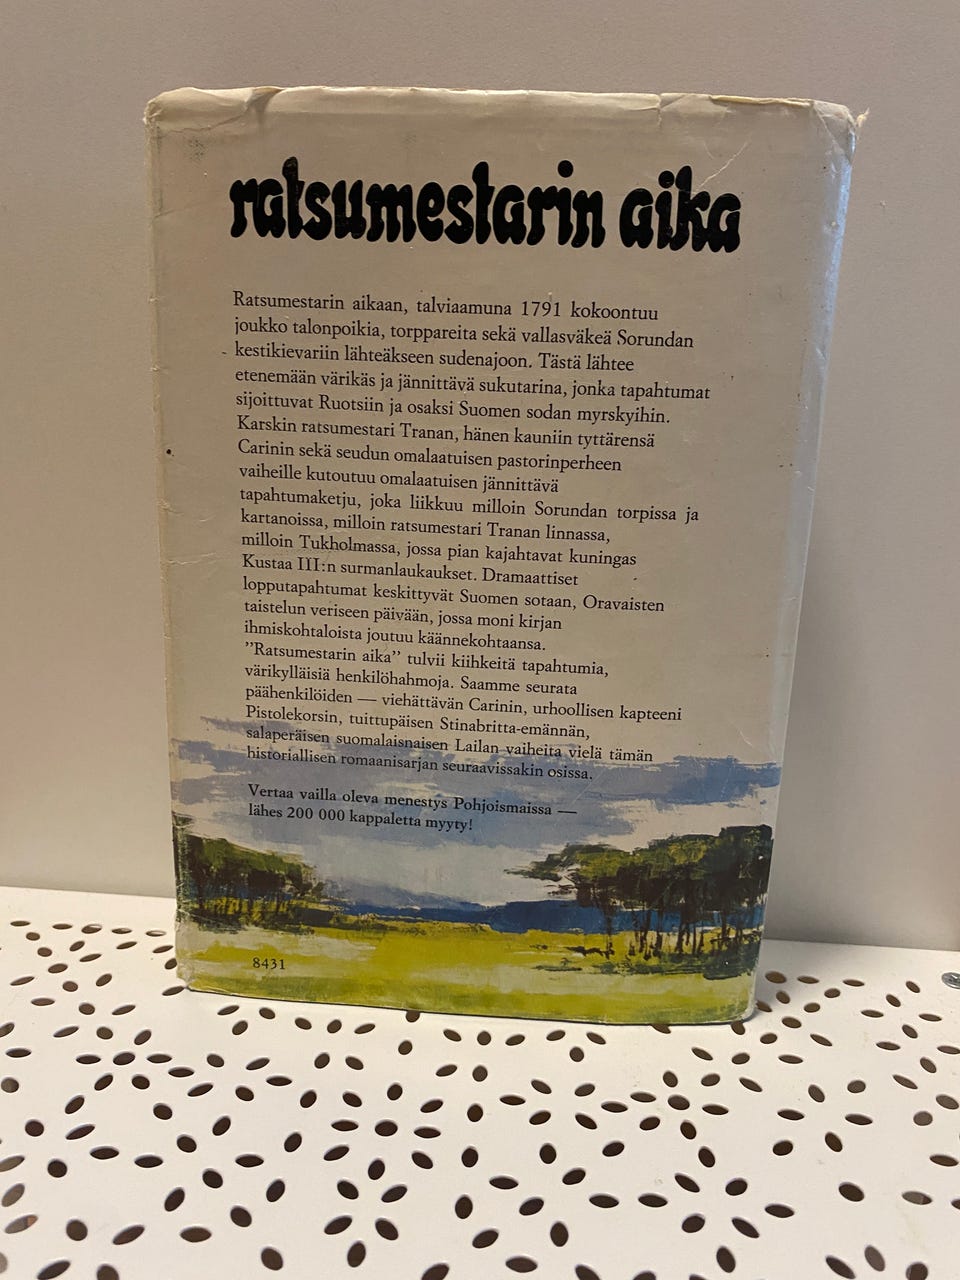 ratsumestarin aika
Ratsumestarin aikaan, talviaamuna 1791 kokoontuu
joukko talonpoikia, torppareita sekä vallasväkeä Sorundan
kestikievariin lähteäkseen sudenajoon. Tästä lähtee
etenemään värikäs ja jännittävä sukutarina, jonka tapahtumat
sijoittuvat Ruotsiin ja osaksi Suomen sodan myrskyihin.
Karskin ratsumestari Tranan, hänen kauniin tyttärensä
Carinin sekä seudun omalaatuisen pastorinperheen
vaiheille kutoutuu omalaatuisen jännittävä
tapahtumaketju, joka liikkuu milloin Sorundan torpissa ja
kartanoissa, milloin ratsumestari Tranan linnassa,
milloin Tukholmassa, jossa pian kajahtavat kuningas
Kustaa III:n surmanlaukaukset. Dramaattiset
lopputapahtumat keskittyvät Suomen sotaan, Oravaisten
taistelun veriseen päivään, jossa moni kirjan
ihmiskohtaloista joutuu käännekohtaansa.
"Ratsumestarin aika" tulvii kiihkeitä tapahtumia,
värikylläisiä henkilöhahmoja. Saamme seurata
päähenkilöiden — viehättävän Carinin, urhoollisen kapteeni
Pistolekorsin, tuittupäisen Stinabritta-emännän,
salaperäisen suomalaisnaisen Lailan vaiheita vielä tämän
historiallisen romaanisarjan seuraavissakin osissa.
Vertaa vailla oleva menestys Pohjoismaissa —
lähes 200 000 kappaletta myyty!
8431